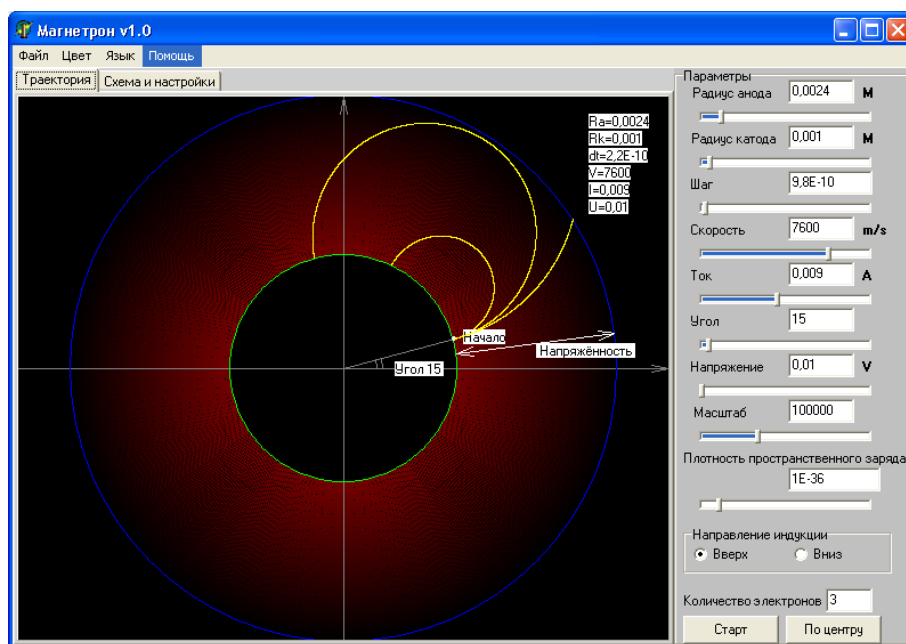 Магнетрон v1.0
Файл Цвет Язык Помощь
Траектория Схема и настройки
Ra=0,0024
Rk=0,001
dt=2,2E-10
V=7600
I=0,009
U=0,01
Начало
Напряжённость
Угол 15
Параметры
Радиус анода 0,0024 М
Радиус катода 0,001 М
Шаг 9,8E-10
Скорость 7600 m/s
Ток 0,009 А
Угол 15
Напряжение 0,01 V
Масштаб 100000
Плотность пространственного заряда
1E-36
Направление индукции
Вверх Вниз
Количество электронов 3
Старт По центру